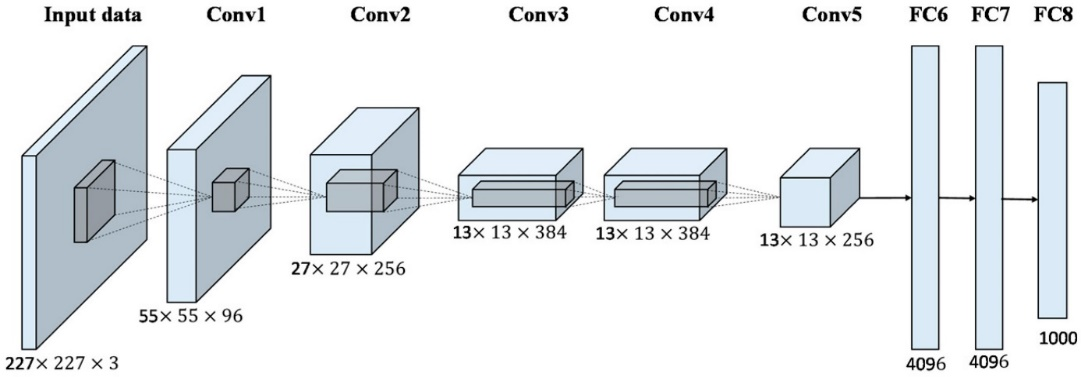 Input data Conv1 Conv2 Conv3 Conv4 Conv5 FC6 FC7 FC8
13× 13 × 384 13× 13 × 384 13× 13 × 256
27× 27 × 256
55× 55 × 96
1000
227× 227 × 3 4096 4096